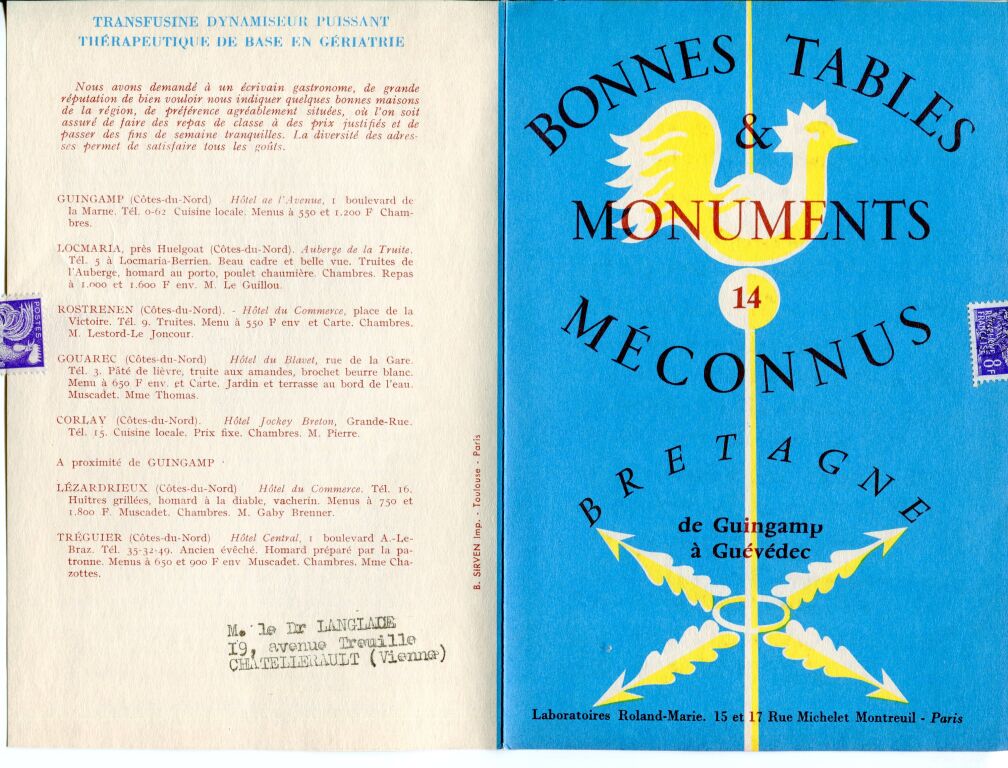 TRANSFUSINE DYNAMISEUR PUISSANT
THÉRAPEUTIQUE DE BASE EN GÉRIATRIE
Nous avons demandé à un écrivain gastronome, de grande
réputation de bien vouloir nous indiquer quelques bonnes maisons
de la région, de préférence agréablement situées, où l'on soit
assuré de faire des repas de classe à des prix justifiés et de
passer des fins de semaine tranquilles. La diversité des adres-
ses permet de satisfaire tous les goûts.
GUINGAMP (Côtes-du-Nord) Hôtel de l'Avenue, 1 boulevard de
la Marne. Tél. 0-62 Cuisine locale. Menus à 550 et 1.200 F Cham-
bres.
LOCMARIA, près Huelgoat (Côtes-du-Nord). Auberge de la Truite.
Tél. 5 à Locmaria-Berrien. Beau cadre et belle vue. Truites de
l'Auberge, homard au porto, poulet chaumière. Chambres. Repas
à 1.000 et 1.600 F env. M. Le Guillou.
ROSTRENEN (Côtes-du-Nord). - Hôtel du Commerce, place de la
Victoire. Tél. 9. Truites. Menu à 550 F env et Carte. Chambres.
M. Lestord-Le Joncour.
GOUAREC (Côtes-du-Nord) Hôtel du Blavet, rue de la Gare.
Tél. 3. Pâté de lièvre, truite aux amandes, brochet beurre blanc.
Menu à 650 F env. et Carte. Jardin et terrasse au bord de l'eau.
Muscadet. Mme Thomas.
CORLAY (Côtes-du-Nord). Hôtel Jockey Breton, Grande-Rue.
Tél. 15. Cuisine locale. Prix fixe. Chambres. M. Pierre.
A proximité de GUINGAMP
LÉZARDRIEUX (Côtes-du-Nord) Hôtel du Commerce. Tél. 16.
Huîtres grillées, homard à la diable, vacherin. Menus à 750 et
1.800 F. Muscadet. Chambres. M. Gaby Brenner.
TRÉGUIER (Côtes-du-Nord) Hôtel Central, 1 boulevard A.-Le-
Braz. Tél. 35-32-49. Ancien évêché. Homard préparé par la pa-
tronne. Menus à 650 et 900 F env Muscadet. Chambres. Mme Cha-
zottes.
M. le Dr LANGLADE
19, avenue Treuille
CHATELLERAULT (Vienne)
B. SIRVEN Imp. - Toulouse - Paris
POSTES
BONNES TABLES
&
MONUMENTS
14
MÉCONNUS
BRETAGNE
de Guingamp
à Guévédec
Laboratoires Roland-Marie. 15 et 17 Rue Michelet Montreuil - Paris
8F